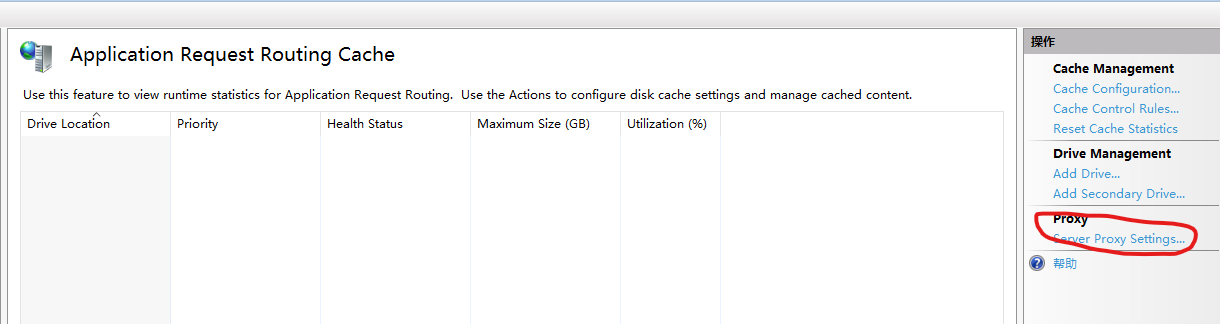 Application Request Routing Cache
Use this feature to view runtime statistics for Application Request Routing.  Use the Actions to configure disk cache settings and manage cached content.
Drive Location Priority Health Status Maximum Size (GB) Utilization (%)
操作
Cache Management
Cache Configuration...
Cache Control Rules...
Reset Cache Statistics
Drive Management
Add Drive...
Add Secondary Drive...
Proxy
Server Proxy Settings...
帮助